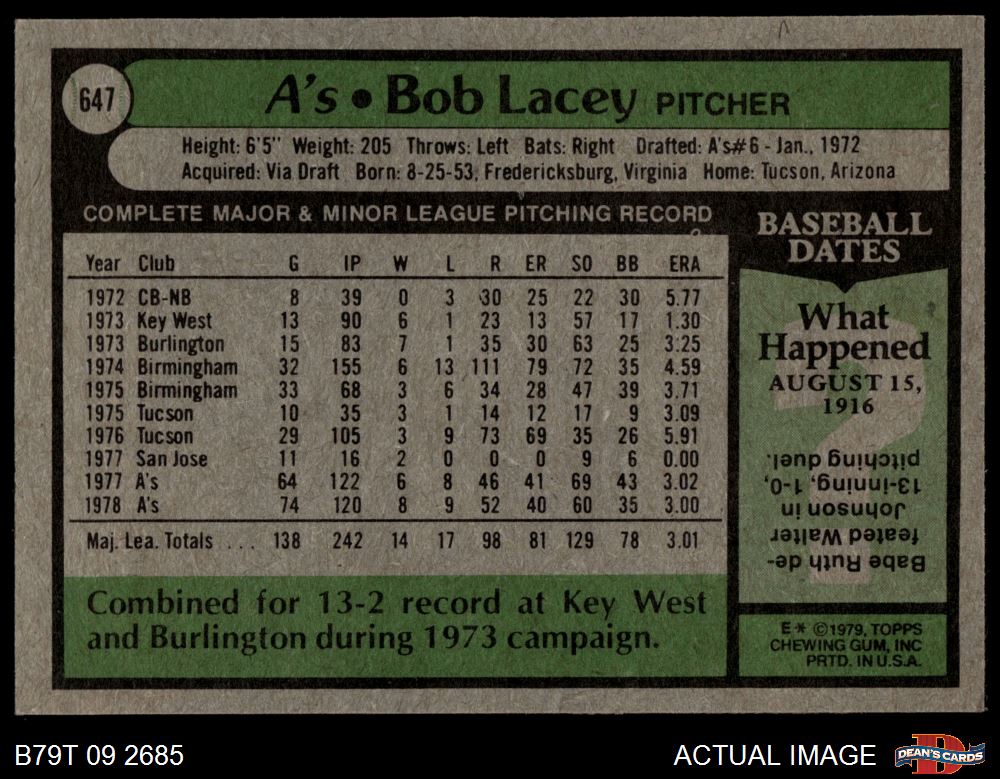 647
A's • Bob Lacey PITCHER
Height: 6'5" Weight: 205 Throws: Left Bats: Right Drafted: A's#6 - Jan., 1972
Acquired: Via Draft Born: 8-25-53, Fredericksburg, Virginia Home: Tucson, Arizona
COMPLETE MAJOR & MINOR LEAGUE PITCHING RECORD
Year Club G IP W L R ER SO BB ERA
1972 CB-NB 8 39 0 3 30 25 22 30 5.77
1973 Key West 13 90 6 1 23 13 57 17 1.30
1973 Burlington 15 83 7 1 35 30 63 25 3.25
1974 Birmingham 32 155 6 13 111 79 72 35 4.59
1975 Birmingham 33 68 3 6 34 28 47 39 3.71
1975 Tucson 10 35 3 1 14 12 17 9 3.09
1976 Tucson 29 105 3 9 73 69 35 26 5.91
1977 San Jose 11 16 2 0 0 0 9 6 0.00
1977 A's 64 122 6 8 46 41 69 43 3.02
1978 A's 74 120 8 9 52 40 60 35 3.00
Maj. Lea. Totals ... 138 242 14 17 98 81 129 78 3.01
Combined for 13-2 record at Key West
and Burlington during 1973 campaign.
BASEBALL
DATES
What
Happened
AUGUST 15,
1916
Babe Ruth de-
feated Walter
Johnson in
13-inning, 1-0,
pitching duel.
E* ©1979, TOPPS
CHEWING GUM, INC
PRTD. IN U.S.A.
B79T 09 2685
ACTUAL IMAGE
DEAN'S CARDS